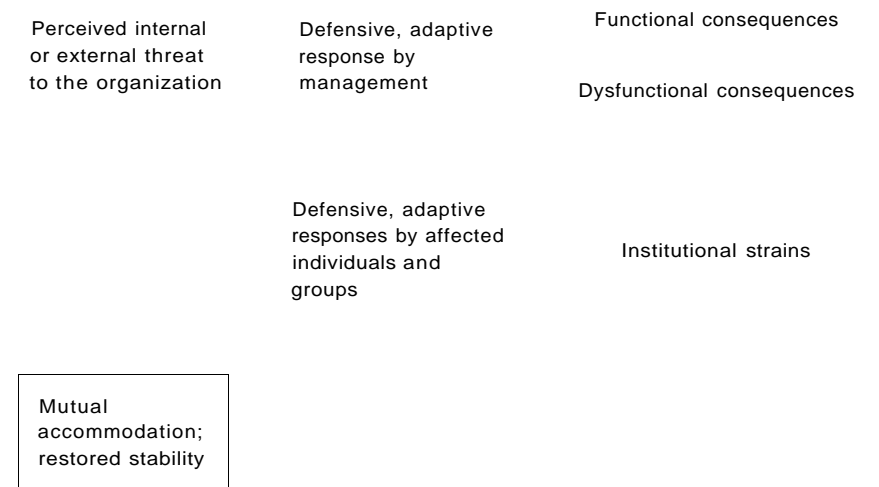 Perceived internal
or external threat
to the organization
Defensive, adaptive
response by
management
Functional consequences
Dysfunctional consequences
Defensive, adaptive
responses by affected
individuals and
groups
Institutional strains
Mutual
accommodation;
restored stability